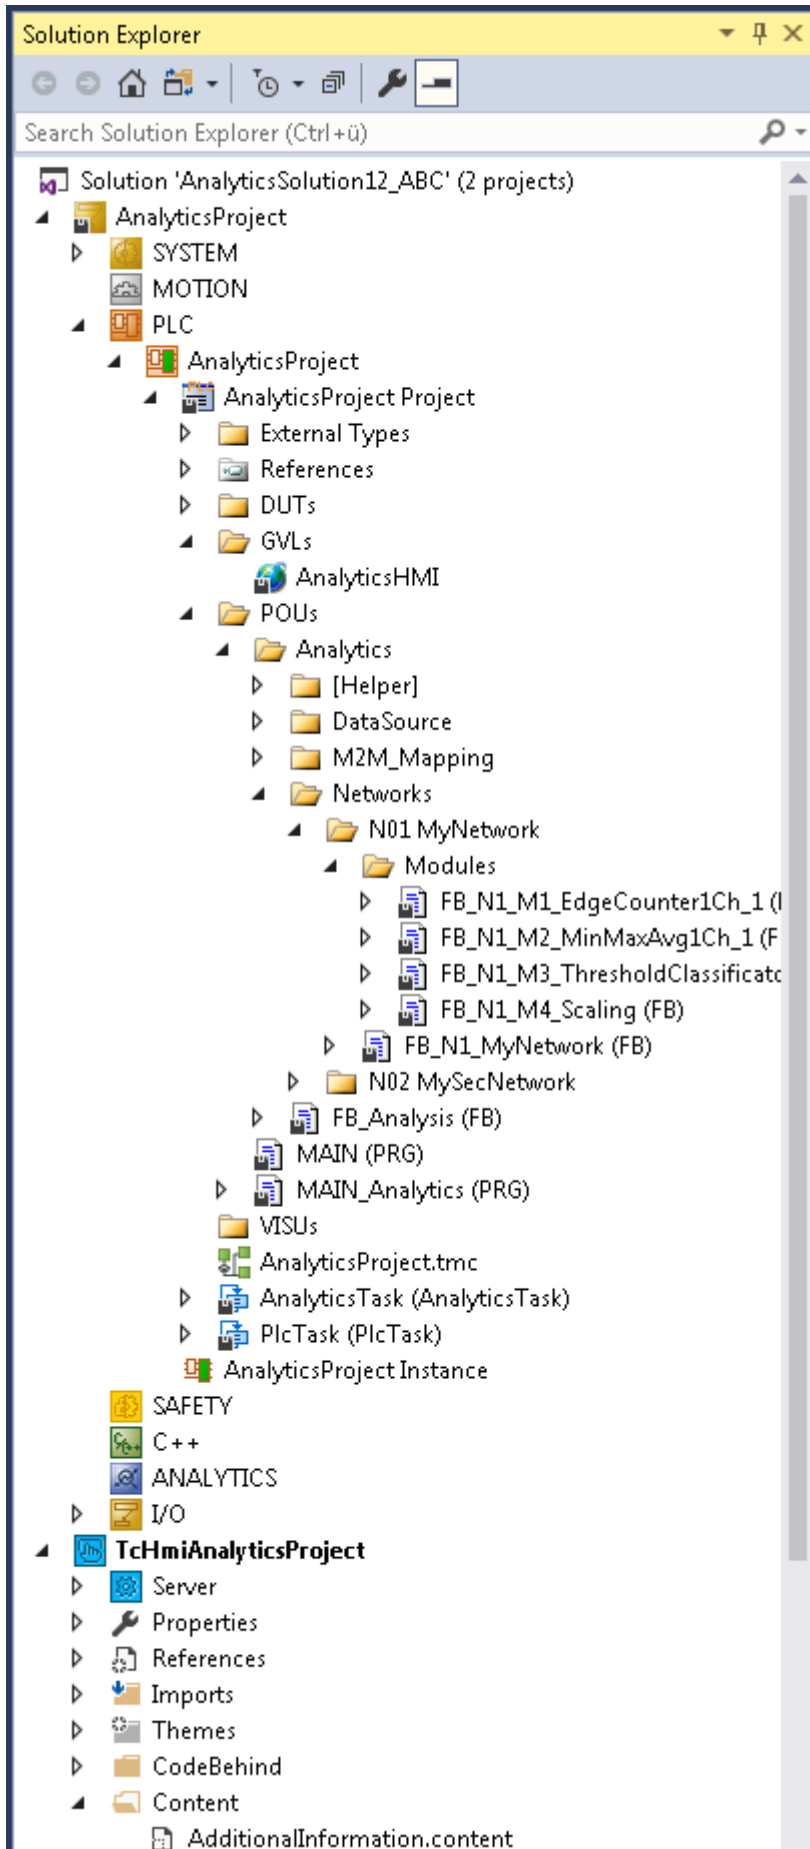 Solution Explorer
Search Solution Explorer (Ctrl+ü)
Solution 'AnalyticsSolution12_ABC' (2 projects)
AnalyticsProject
SYSTEM
MOTION
PLC
AnalyticsProject
AnalyticsProject Project
External Types
References
DUTs
GVLs
AnalyticsHMI
POUs
Analytics
[Helper]
DataSource
M2M_Mapping
Networks
N01 MyNetwork
Modules
FB_N1_M1_EdgeCounter1Ch_1 (
FB_N1_M2_MinMaxAvg1Ch_1 (F
FB_N1_M3_ThresholdClassificatc
FB_N1_M4_Scaling (FB)
FB_N1_MyNetwork (FB)
N02 MySecNetwork
FB_Analysis (FB)
MAIN (PRG)
MAIN_Analytics (PRG)
VISUs
AnalyticsProject.tmc
AnalyticsTask (AnalyticsTask)
PlcTask (PlcTask)
AnalyticsProject Instance
SAFETY
C++
ANALYTICS
I/O
TcHmiAnalyticsProject
Server
Properties
References
Imports
Themes
CodeBehind
Content
AdditionalInformation.content